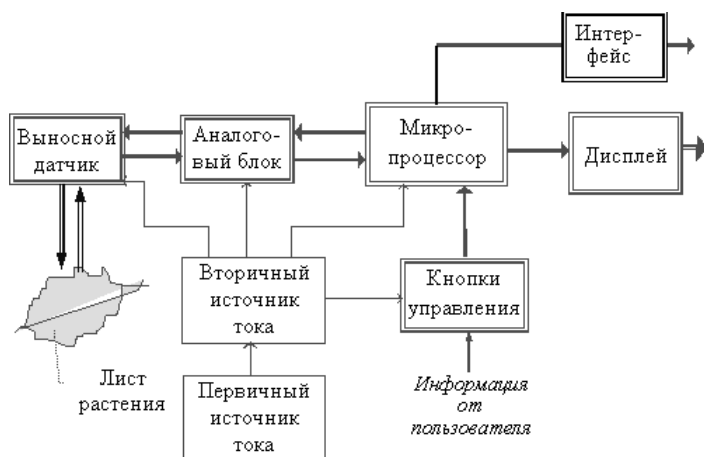 Интер-
фейс
Выносной
датчик
Аналого-
вый блок
Микро-
процессор
Дисплей
Вторичный
источник
тока
Кнопки
управления
Лист
растения
Первичный
источник
тока
Информация
от
пользователя